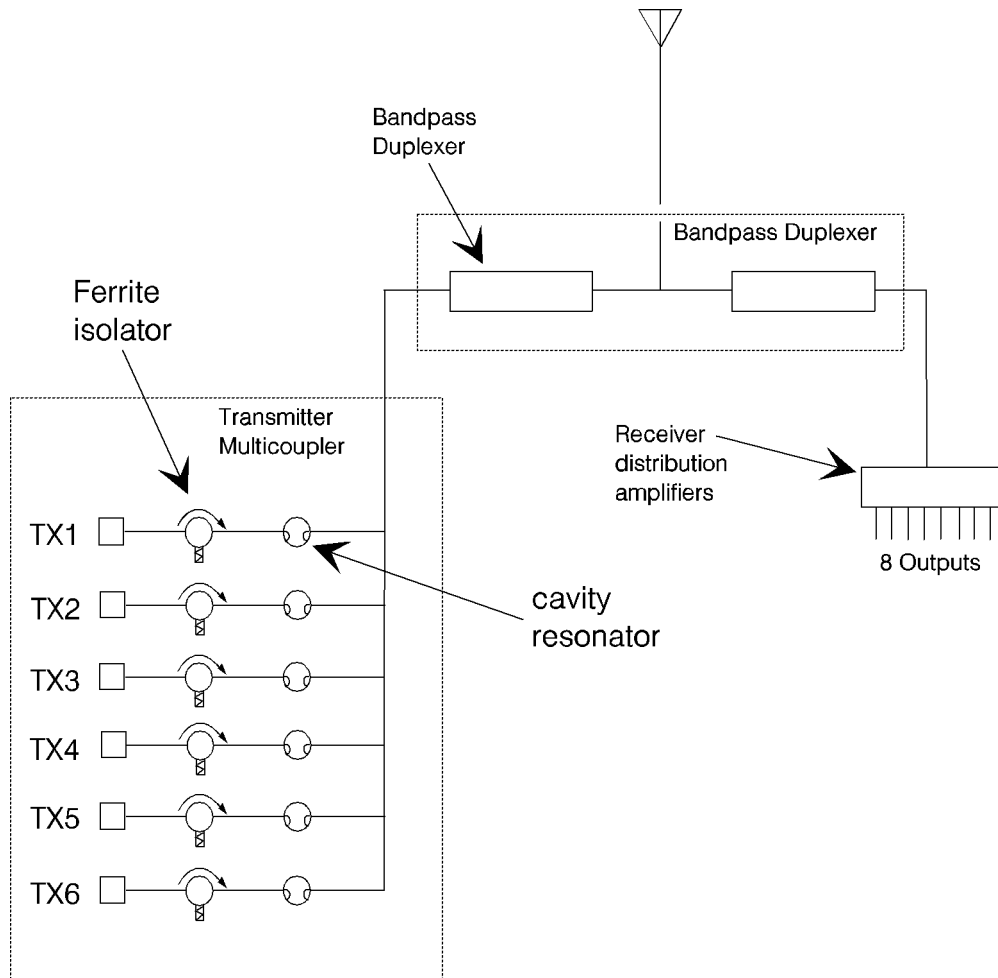 Bandpass
Duplexer
Bandpass Duplexer
Ferrite
isolator
Transmitter
Multicoupler
Receiver
distribution
amplifiers
8 Outputs
TX1
TX2
cavity
resonator
TX3
TX4
TX5
TX6